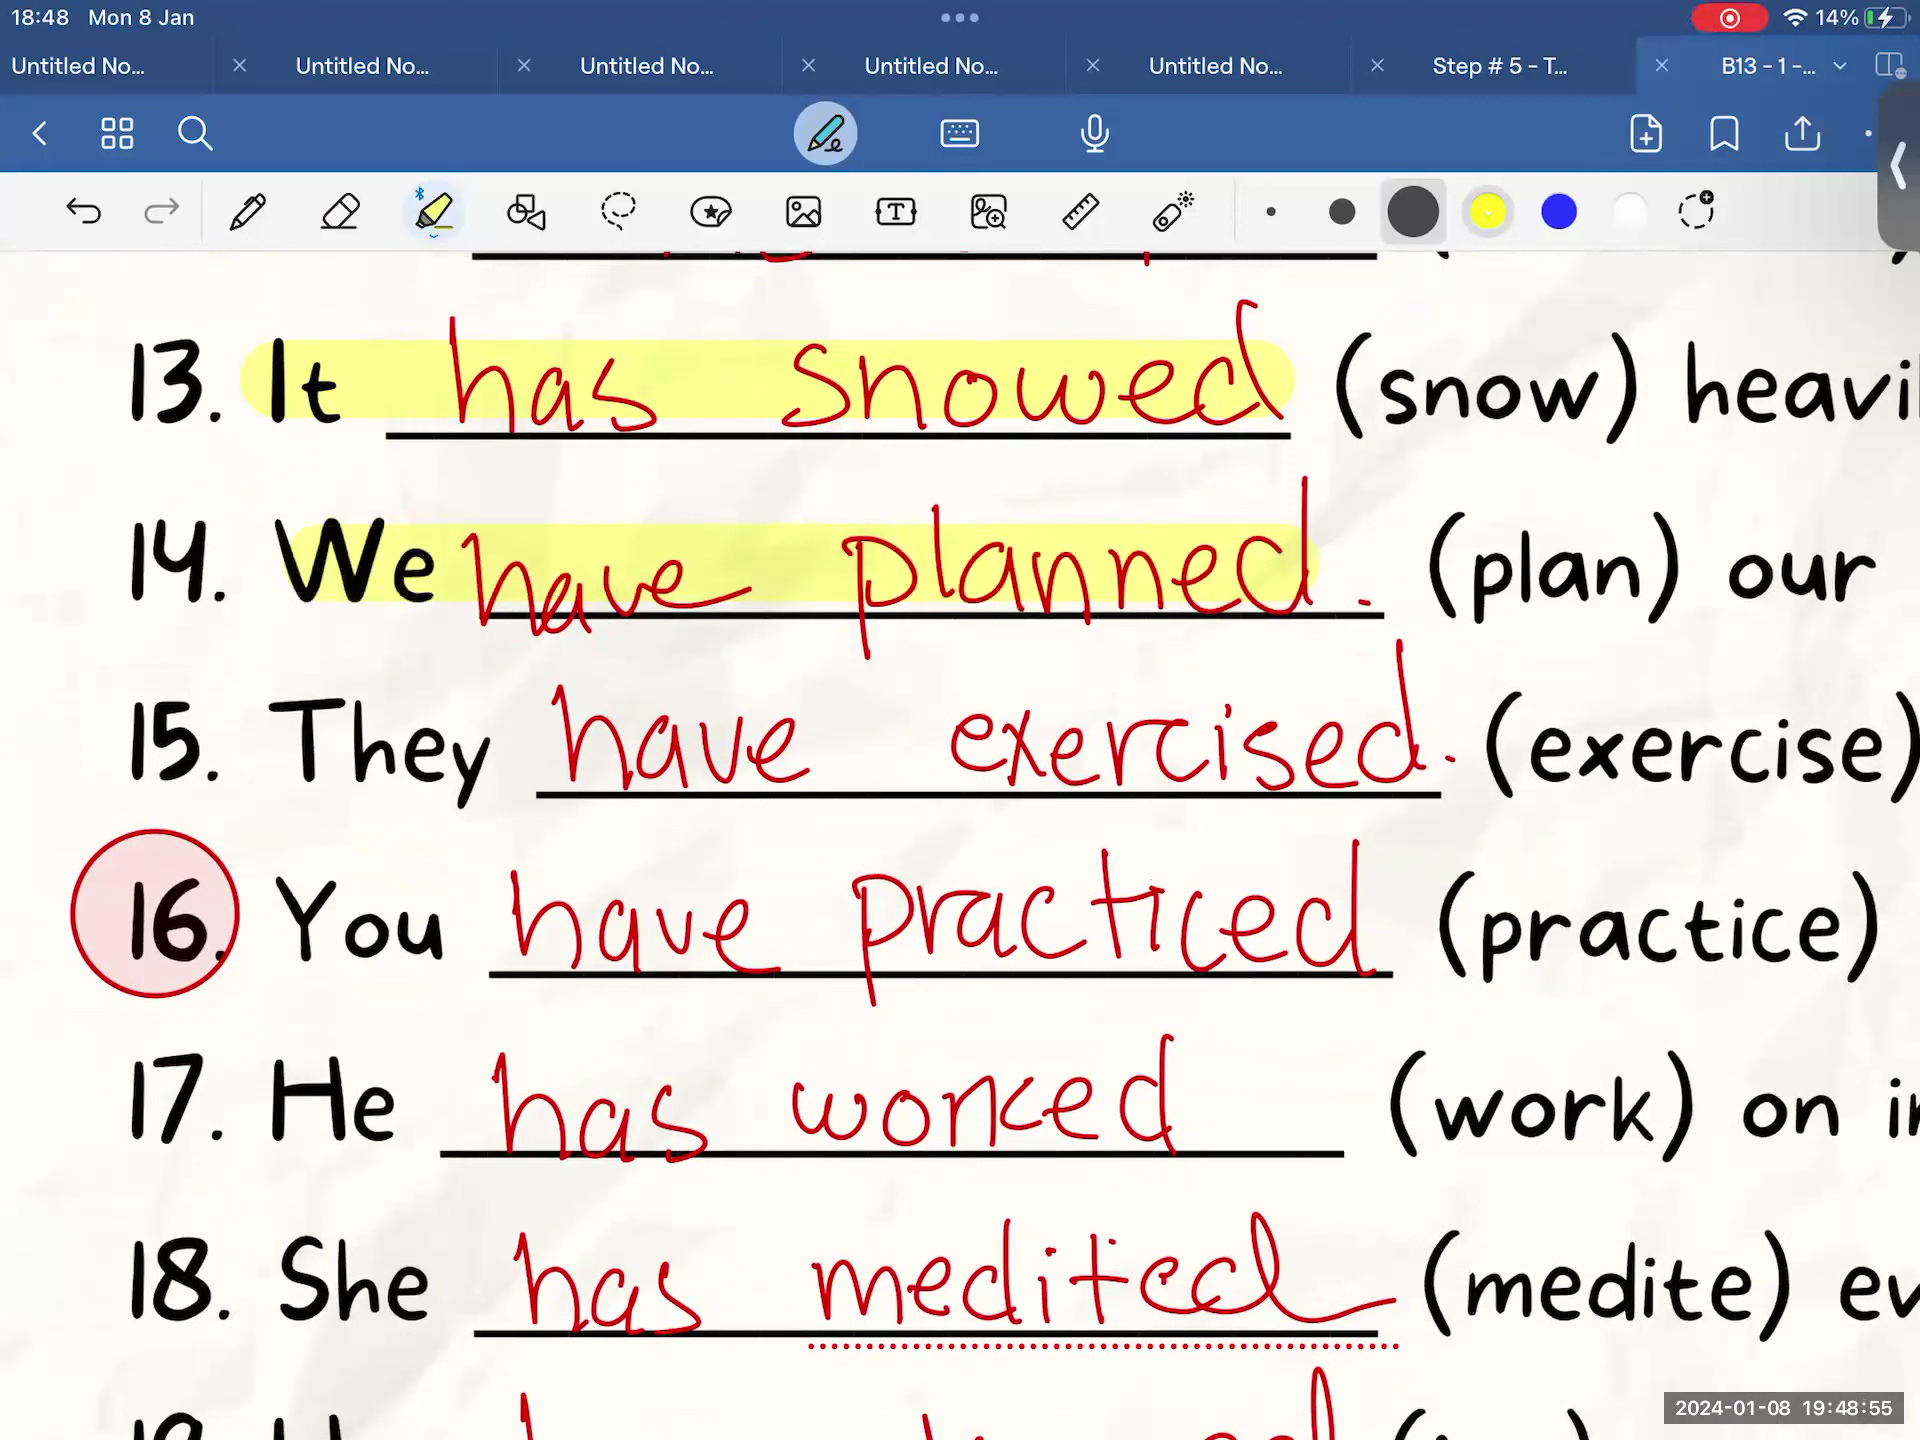 18:48 Mon 8 Jan 14%
Untitled No... Untitled No... Untitled No... Untitled No... Untitled No... Step # 5 - T... B13 - 1 -...
13. It has snowed (snow) heavi
14. We have planned. (plan) our
15. They have exercised. (exercise)
16. You have practiced (practice)
17. He has worked (work) on
18. She has medited (medite) ev
2024-01-08 19:48:55